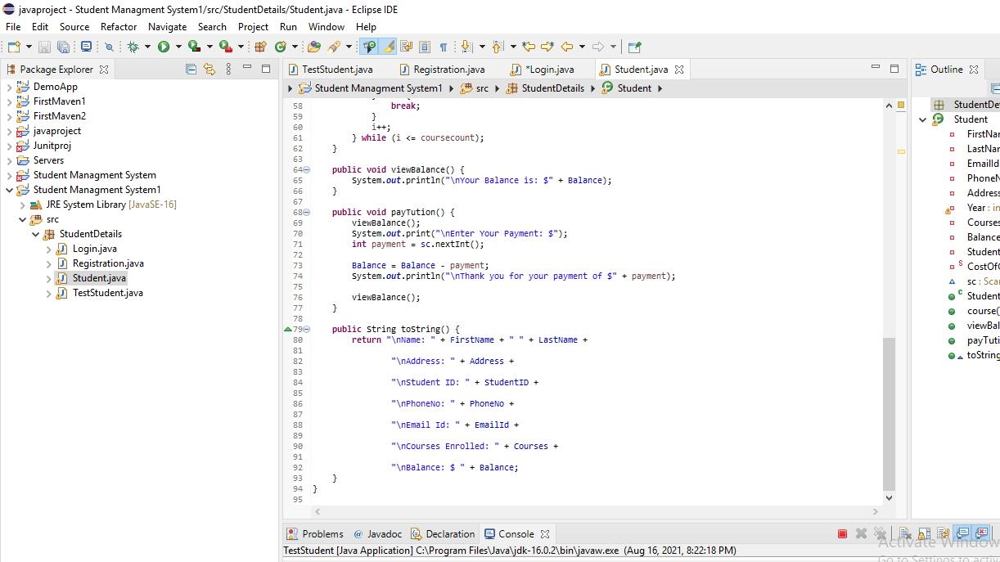 javaproject - Student Managment System1/src/StudentDetails/Student.java - Eclipse IDE
File Edit Source Refactor Navigate Search Project Run Window Help
Package Explorer
DemoApp
FirstMaven1
FirstMaven2
javaproject
Junitproj
Servers
Student Managment System
Student Managment System1
JRE System Library [JavaSE-16]
src
StudentDetails
Login.java
Registration.java
Student.java
TestStudent.java
TestStudent.java Registration.java *Login.java Student.java
Student Managment System1 src StudentDetails Student
58 break;
59 }
60 i++;
61 } while (i <= coursecount);
62 }
63
64 public void viewBalance() {
65 System.out.println("\nYour Balance is: $" + Balance);
66 }
67
68 public void payTution() {
69 viewBalance();
70 System.out.print("\nEnter Your Payment: $");
71 int payment = sc.nextInt();
72
73 Balance = Balance - payment;
74 System.out.println("\nThank you for your payment of $" + payment);
75
76 viewBalance();
77 }
78
79 public String toString() {
80 return "\nName: " + FirstName + " " + LastName +
81
82 "\nAddress: " + Address +
83
84 "\nStudent ID: " + StudentID +
85
86 "\nPhoneNo: " + PhoneNo +
87
88 "\nEmail Id: " + EmailId +
89
90 "\nCourses Enrolled: " + Courses +
91
92 "\nBalance: $ " + Balance;
93 }
94 }
95
Outline
StudentDet
Student
FirstNam
LastNam
EmailId
PhoneN
Address
Year : in
Courses
Balance
Student
S CostOf
sc : Scan
C Student
course(
viewBal
payTuti
toString
Problems @ Javadoc Declaration Console
TestStudent [Java Application] C:\Program Files\Java\jdk-16.0.2\bin\javaw.exe (Aug 16, 2021, 8:22:18 PM)
Activate Window
Go to Settings to activ